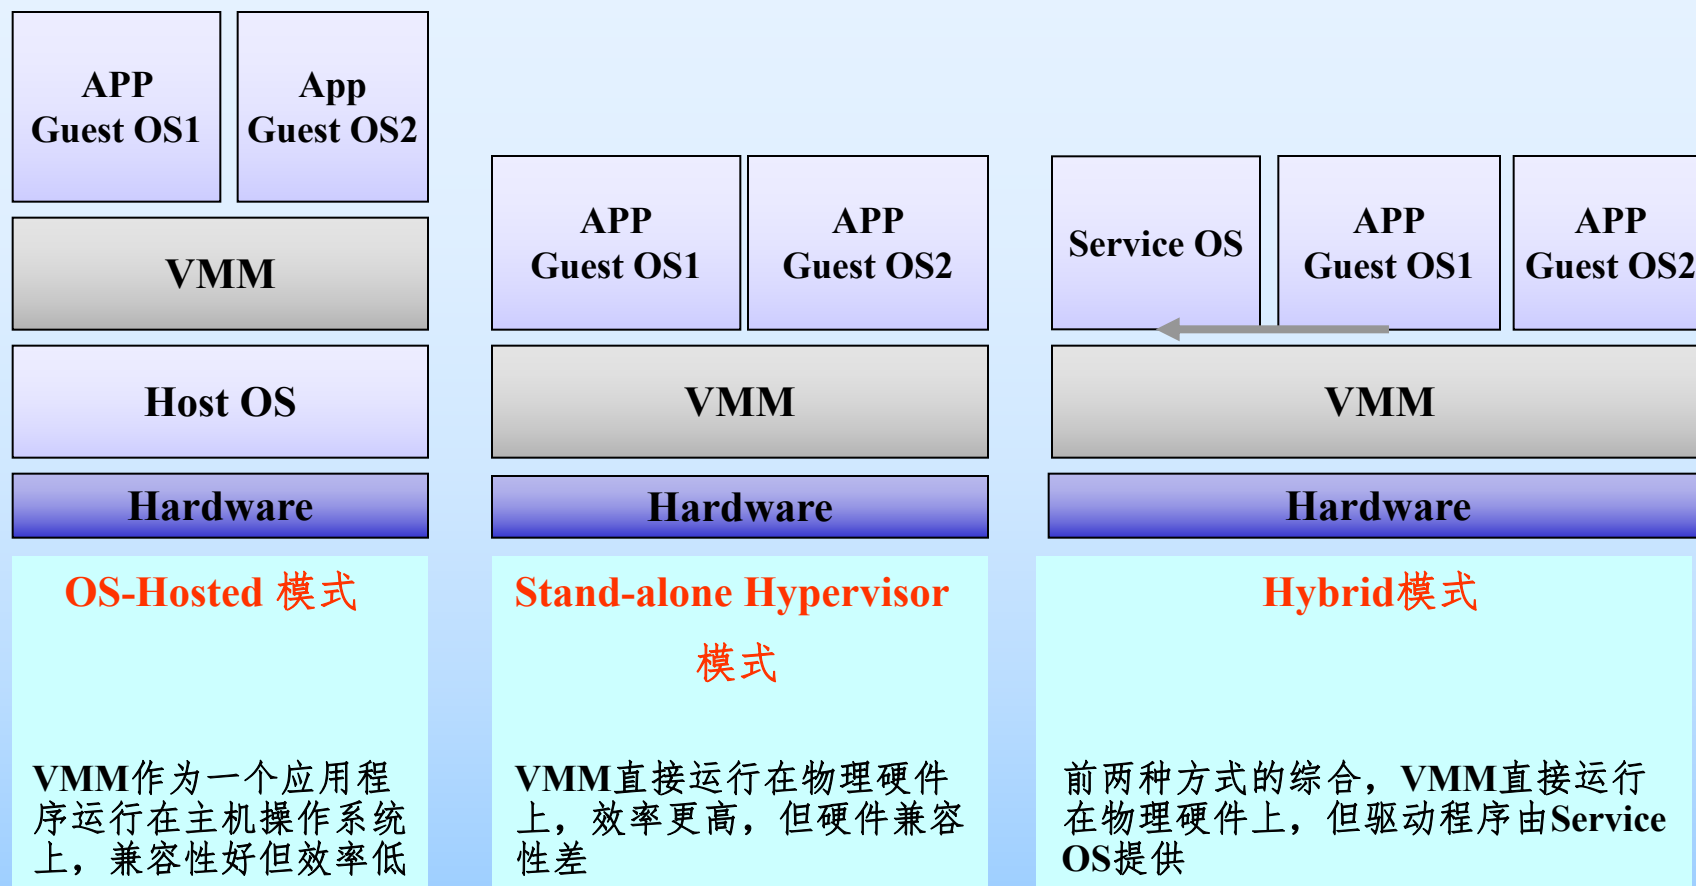 APP
Guest OS1
App
Guest OS2
VMM
Host OS
Hardware
OS-Hosted 模式
VMM作为一个应用程
序运行在主机操作系统
上，兼容性好但效率低
APP
Guest OS1
APP
Guest OS2
VMM
Hardware
Stand-alone Hypervisor
模式
VMM直接运行在物理硬件
上，效率更高，但硬件兼容
性差
Service OS
APP
Guest OS1
APP
Guest OS2
VMM
Hardware
Hybrid模式
前两种方式的综合，VMM直接运行
在物理硬件上，但驱动程序由Service
OS提供